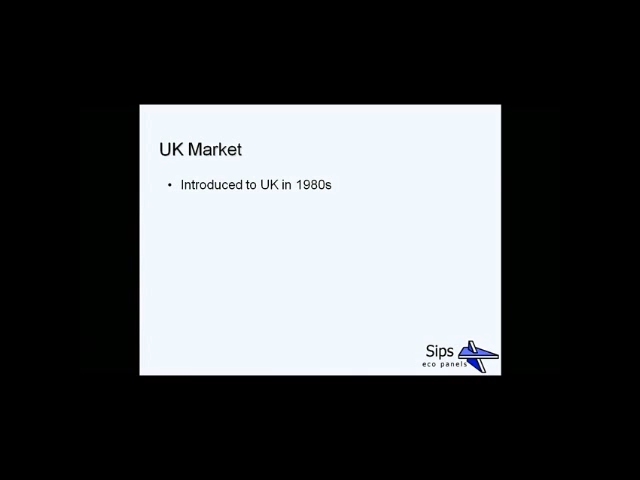 UK Market
• Introduced to UK in 1980s
Sips
eco panels